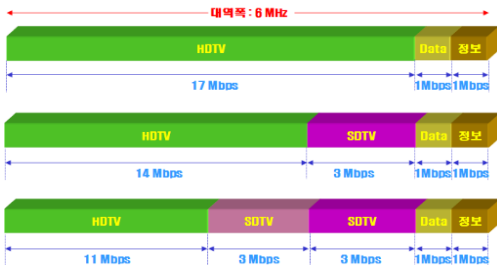 대역폭 : 6 MHz
HDTV Data 정보
17 Mbps 1Mbps 1Mbps
HDTV SDTV Data 정보
14 Mbps 3 Mbps 1Mbps 1Mbps
HDTV SDTV SDTV Data 정보
11 Mbps 3 Mbps 3 Mbps 1Mbps 1Mbps